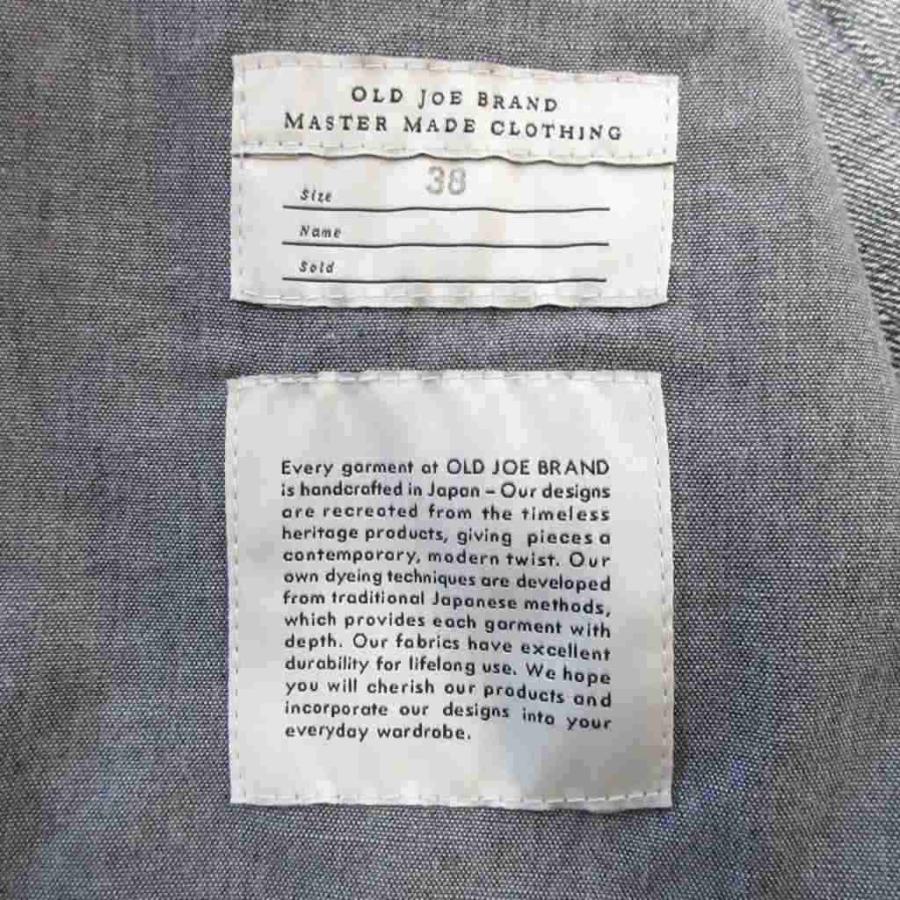 OLD JOE BRAND
MASTER MADE CLOTHING
Size 38
Name
Sold
Every garment at OLD JOE BRAND
is handcrafted in Japan – Our designs
are recreated from the timeless
heritage products, giving pieces a
contemporary, modern twist. Our
own dyeing techniques are developed
from traditional Japanese methods,
which provides each garment with
depth. Our fabrics have excellent
durability for lifelong use. We hope
you will cherish our products and
incorporate our designs into your
everyday wardrobe.